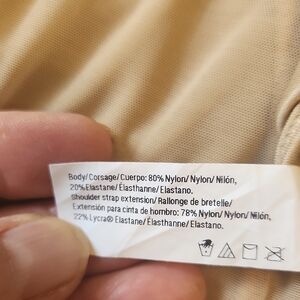 Body/ Corsage/ Cuerpo: 80% Nylon/ Nylon/ Nilón,
20% Elastane/ Élasthanne/ Elastano.
Shoulder strap extension/ Rallonge de bretelle/
Extensión para cinta de hombro: 78% Nylon/ Nylon/ Nilón,
22% Lycra® Elastane/ Élasthanne/ Elastano.